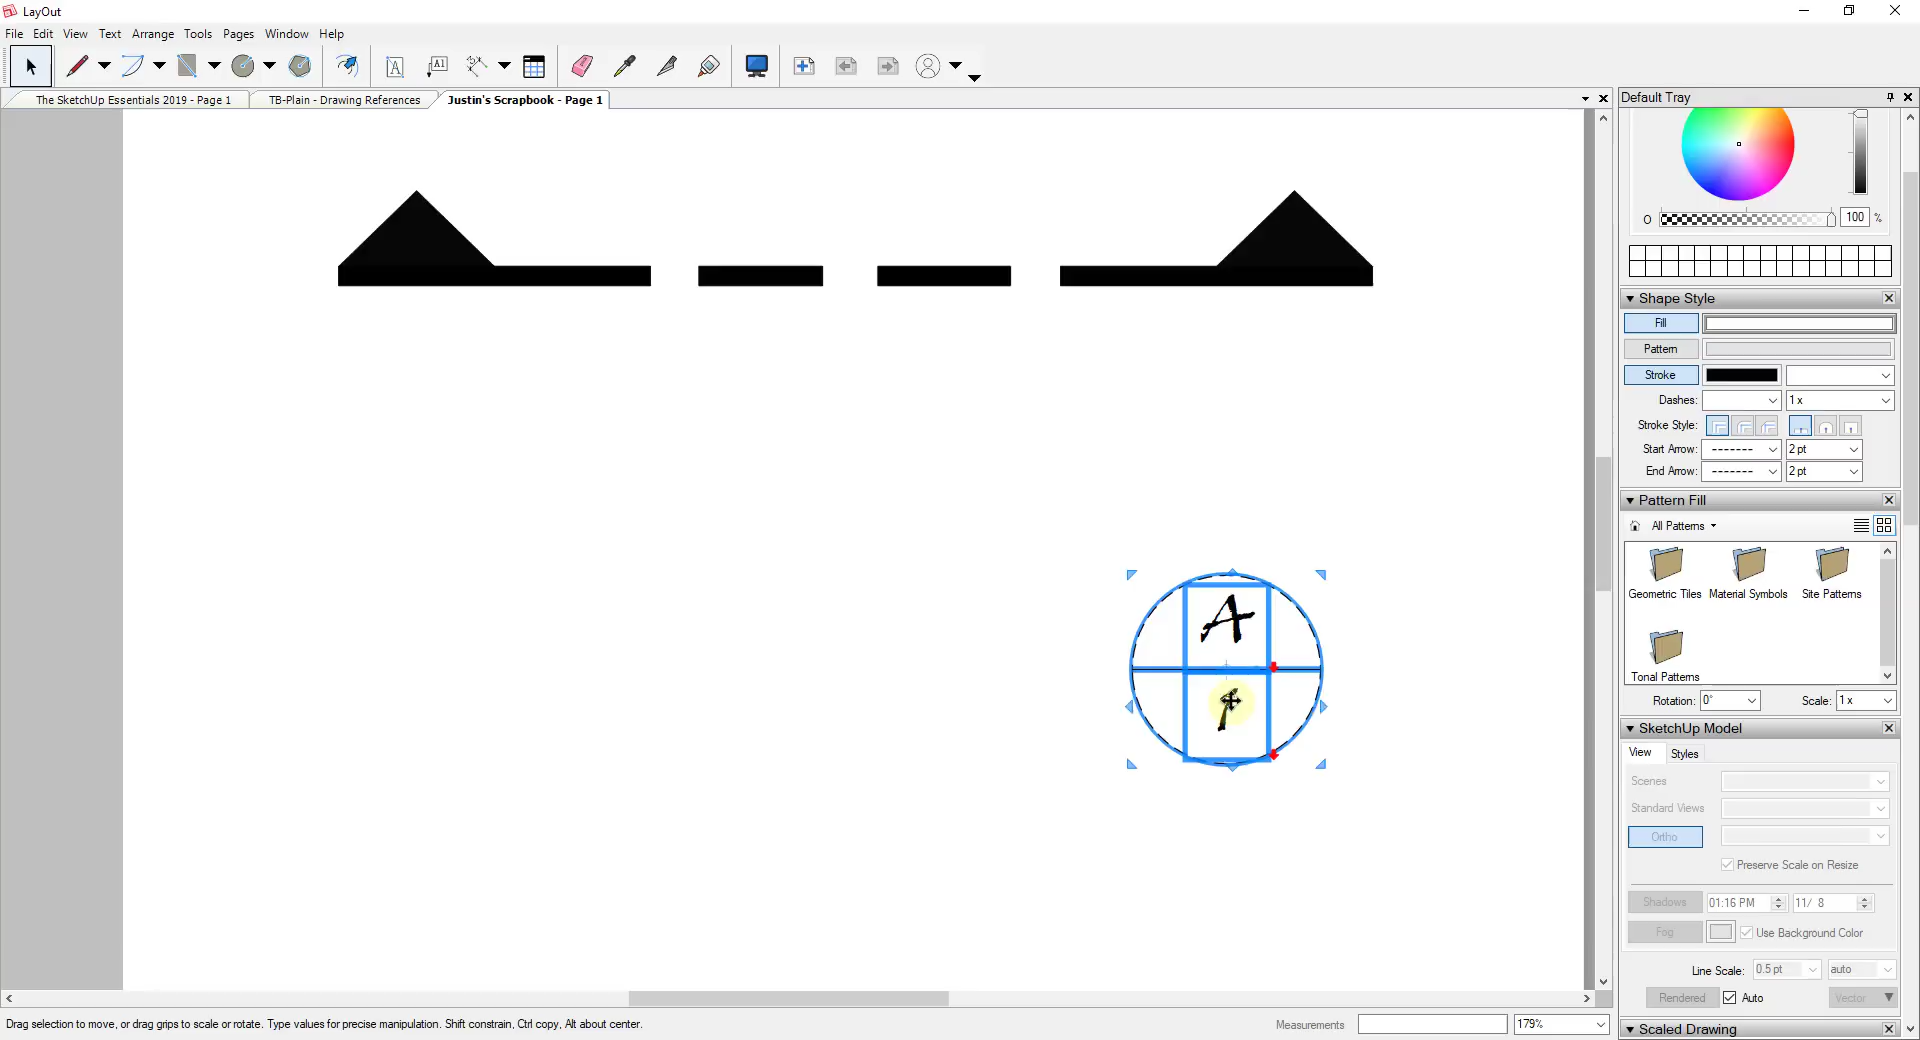 LayOut
File Edit View Text Arrange Tools Pages Window Help
The SketchUp Essentials 2019 - Page 1 TB-Plain - Drawing References Justin's Scrapbook - Page 1
Default Tray
O 100 %
Shape Style
Fill
Pattern
Stroke
Dashes: 1 x
Stroke Style:
Start Arrow: 2 pt
End Arrow: 2 pt
Pattern Fill
All Patterns
Geometric Tiles Material Symbols Site Patterns
Tonal Patterns
Rotation: 0° Scale: 1 x
SketchUp Model
View Styles
Scenes
Standard Views
Ortho
Preserve Scale on Resize
Shadows 01:16 PM 11/ 8
Fog Use Background Color
Line Scale: 0.5 pt auto
Rendered Auto Vector
Scaled Drawing
A
1
Drag selection to move, or drag grips to scale or rotate. Type values for precise manipulation. Shift constrain, Ctrl copy, Alt about center.
Measurements 179%